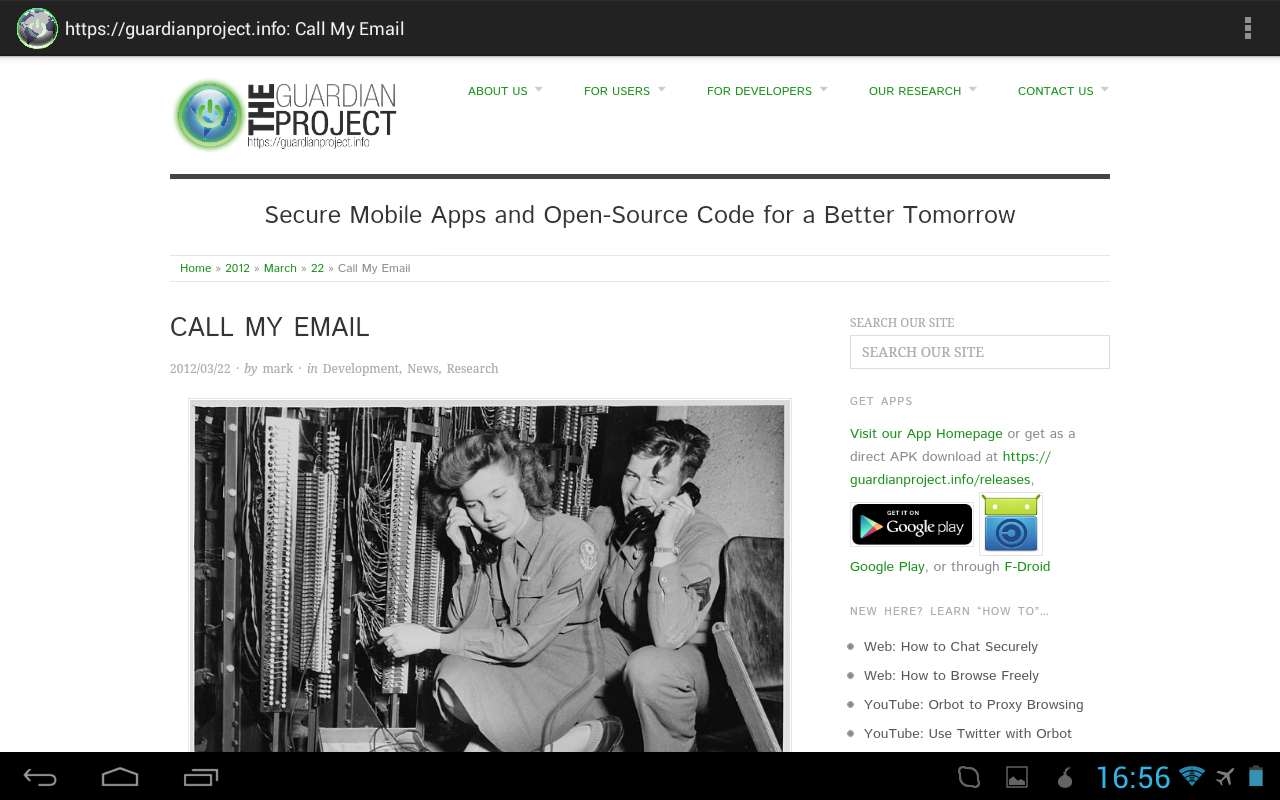 https://guardianproject.info: Call My Email
THE GUARDIAN PROJECT
https://guardianproject.info
ABOUT US
FOR USERS
FOR DEVELOPERS
OUR RESEARCH
CONTACT US
Secure Mobile Apps and Open-Source Code for a Better Tomorrow
Home » 2012 » March » 22 » Call My Email
CALL MY EMAIL
2012/03/22 · by mark · in Development, News, Research
SEARCH OUR SITE
SEARCH OUR SITE
GET APPS
Visit our App Homepage or get as a
direct APK download at https://
guardianproject.info/releases,
GET IT ON
Google play
Google Play, or through F-Droid
NEW HERE? LEARN "HOW TO"…
Web: How to Chat Securely
Web: How to Browse Freely
YouTube: Orbot to Proxy Browsing
YouTube: Use Twitter with Orbot
16:56